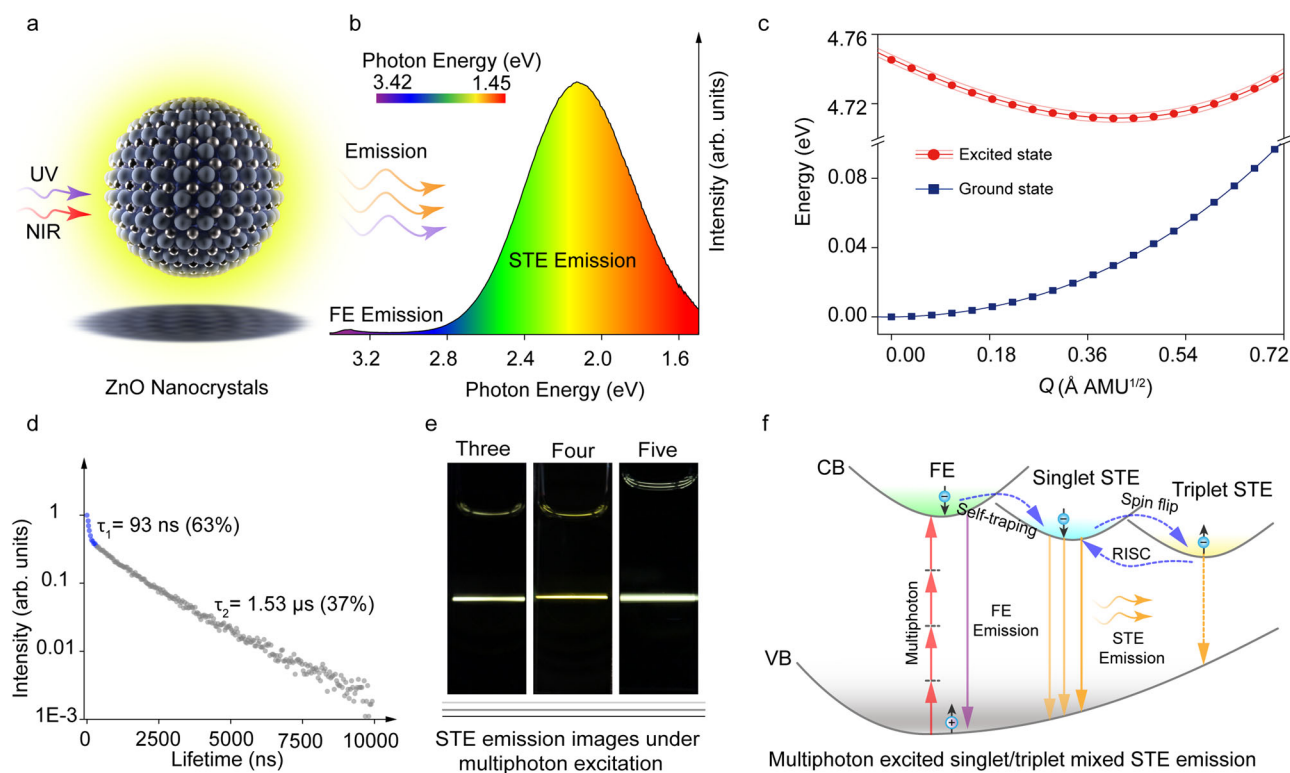 a
UV
NIR
ZnO Nanocrystals
b
Photon Energy (eV)
3.42 1.45
Emission
STE Emission
FE Emission
Intensity (arb. units)
3.2 2.8 2.4 2.0 1.6
Photon Energy (eV)
c
4.76
4.72
0.08
0.04
0.00
Energy (eV)
Excited state
Ground state
0.00 0.18 0.36 0.54 0.72
Q (Å AMU1/2)
d
1
0.1
0.01
1E-3
Intensity (arb. units)
τ1= 93 ns (63%)
τ2= 1.53 µs (37%)
0 2500 5000 7500 10000
Lifetime (ns)
e
Three Four Five
STE emission images under
multiphoton excitation
f
CB
FE
Singlet STE
Triplet STE
Self-traping
Spin flip
RISC
Multiphoton
FE
Emission
STE
Emission
VB
Multiphoton excited singlet/triplet mixed STE emission